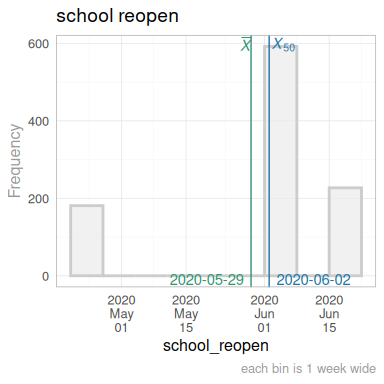 school reopen
Frequency
600
400
200
0
X̅
X₅₀
2020-05-29
2020-06-02
2020
May
01
2020
May
15
2020
Jun
01
2020
Jun
15
school_reopen
each bin is 1 week wide